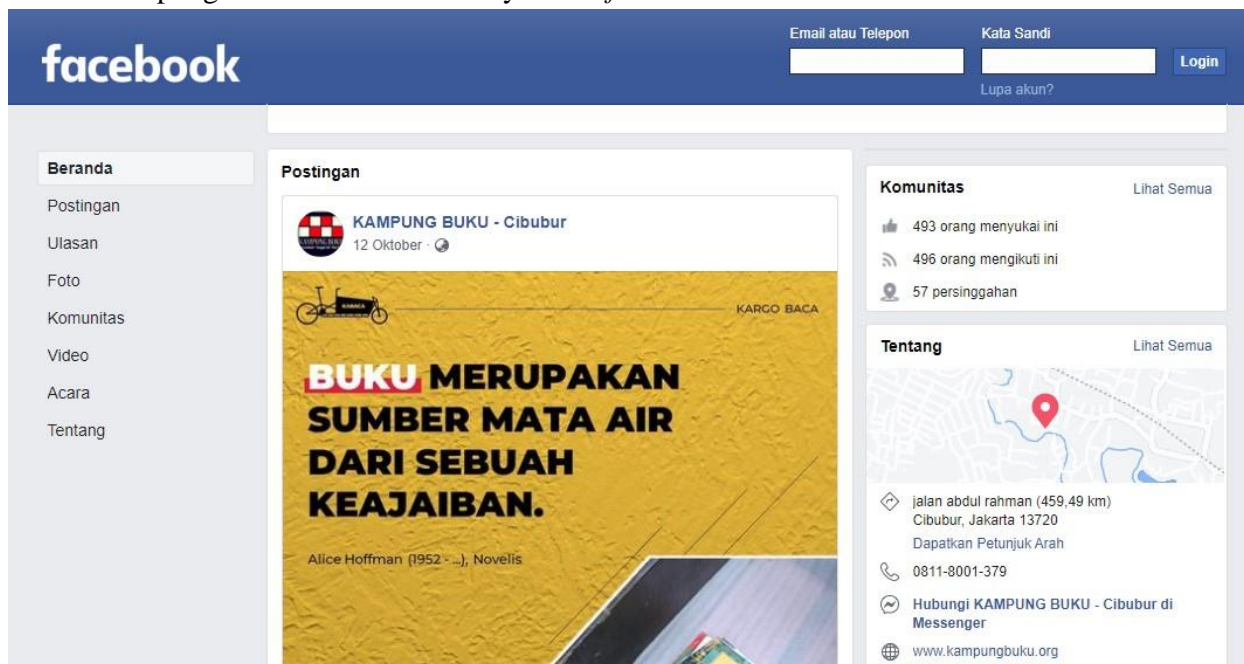 facebook
Email atau Telepon
Kata Sandi
Login
Lupa akun?
Beranda
Postingan
Ulasan
Foto
Komunitas
Video
Acara
Tentang
Postingan
KAMPUNG BUKU - Cibubur
12 Oktober ·
KABACA
KARGO BACA
BUKU MERUPAKAN
SUMBER MATA AIR
DARI SEBUAH
KEAJAIBAN.
Alice Hoffman (1952 - ...), Novelis
Komunitas
Lihat Semua
493 orang menyukai ini
496 orang mengikuti ini
57 persinggahan
Tentang
Lihat Semua
jalan abdul rahman (459,49 km)
Cibubur, Jakarta 13720
Dapatkan Petunjuk Arah
0811-8001-379
Hubungi KAMPUNG BUKU - Cibubur di
Messenger
www.kampungbuku.org